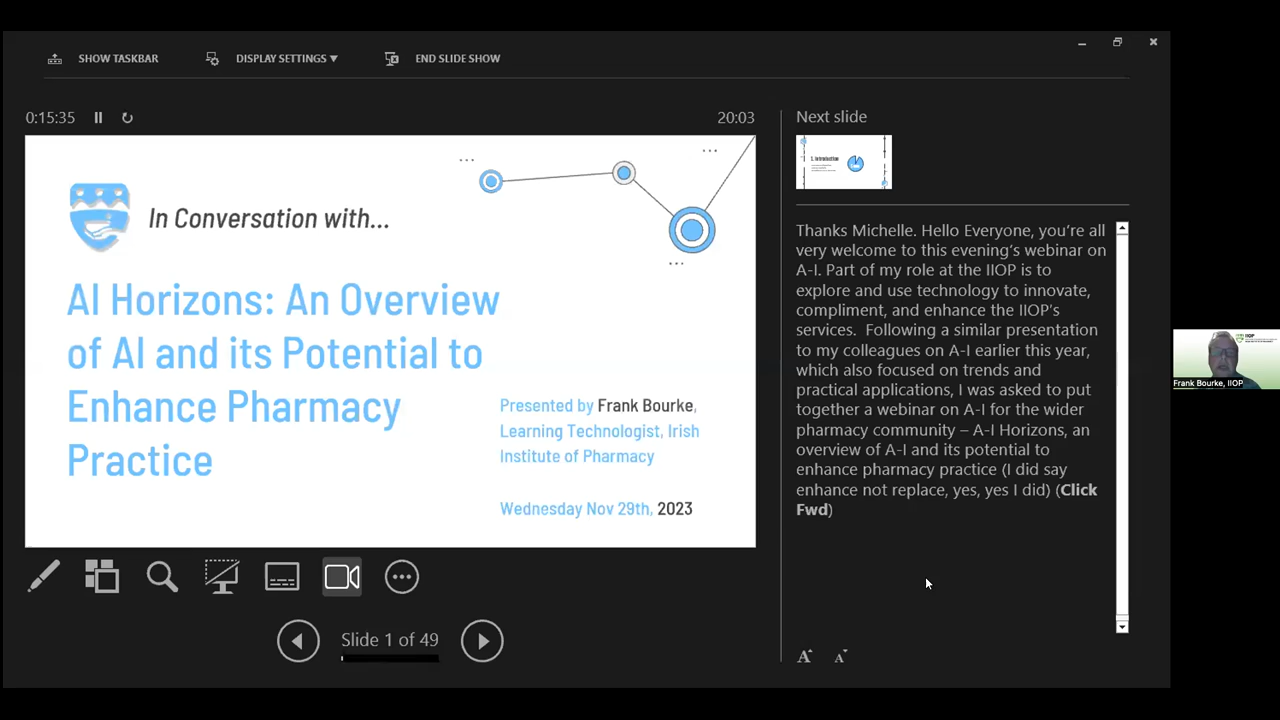 SHOW TASKBAR
DISPLAY SETTINGS ▼
END SLIDE SHOW
0:15:35
20:03
In Conversation with...
AI Horizons: An Overview
of AI and its Potential to
Enhance Pharmacy
Practice
Presented by Frank Bourke,
Learning Technologist, Irish
Institute of Pharmacy
Wednesday Nov 29th, 2023
Slide 1 of 49
Next slide
1. Introduction
Thanks Michelle. Hello Everyone, you're all
very welcome to this evening's webinar on
A-I. Part of my role at the IIOP is to
explore and use technology to innovate,
compliment, and enhance the IIOP's
services.  Following a similar presentation
to my colleagues on A-I earlier this year,
which also focused on trends and
practical applications, I was asked to put
together a webinar on A-I for the wider
pharmacy community – A-I Horizons, an
overview of A-I and its potential to
enhance pharmacy practice (I did say
enhance not replace, yes, yes I did) (Click
Fwd)
A A
IIOP
Frank Bourke, IIOP